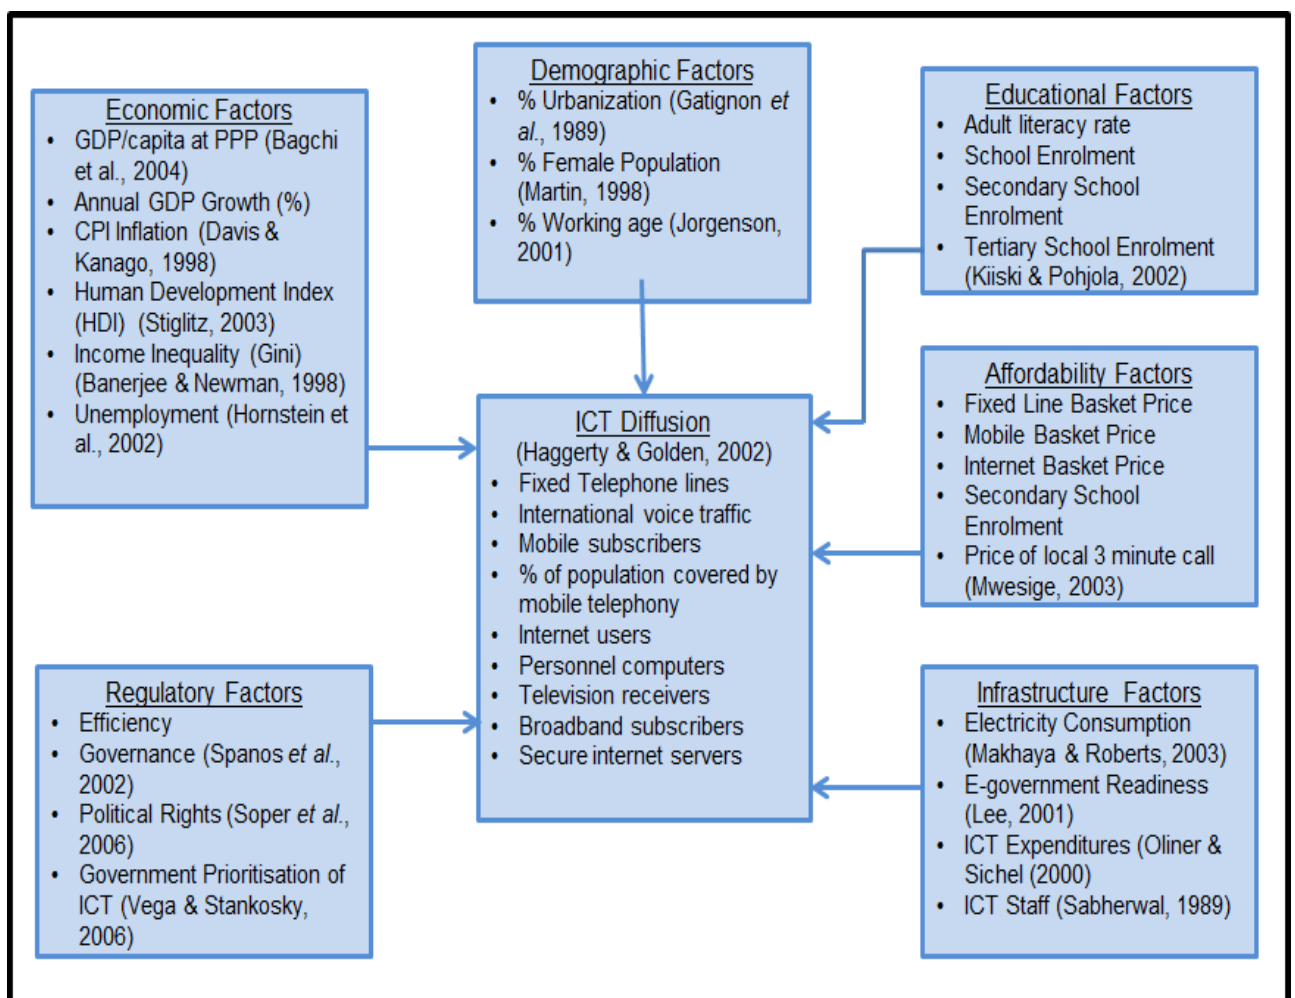 Economic Factors
• GDP/capita at PPP (Bagchi
et al., 2004)
• Annual GDP Growth (%)
• CPI Inflation (Davis &
Kanago, 1998)
• Human Development Index
(HDI) (Stiglitz, 2003)
• Income Inequality (Gini)
(Banerjee & Newman, 1998)
• Unemployment (Hornstein et
al., 2002)
Demographic Factors
• % Urbanization (Gatignon et
al., 1989)
• % Female Population
(Martin, 1998)
• % Working age (Jorgenson,
2001)
Educational Factors
• Adult literacy rate
• School Enrolment
• Secondary School
Enrolment
• Tertiary School Enrolment
(Kiiski & Pohjola, 2002)
Affordability Factors
• Fixed Line Basket Price
• Mobile Basket Price
• Internet Basket Price
• Secondary School
Enrolment
• Price of local 3 minute call
(Mwesige, 2003)
ICT Diffusion
(Haggerty & Golden, 2002)
• Fixed Telephone lines
• International voice traffic
• Mobile subscribers
• % of population covered by
mobile telephony
• Internet users
• Personnel computers
• Television receivers
• Broadband subscribers
• Secure internet servers
Regulatory Factors
• Efficiency
• Governance (Spanos et al.,
2002)
• Political Rights (Soper et al.,
2006)
• Government Prioritisation of
ICT (Vega & Stankosky,
2006)
Infrastructure Factors
• Electricity Consumption
(Makhaya & Roberts, 2003)
• E-government Readiness
(Lee, 2001)
• ICT Expenditures (Oliner &
Sichel (2000)
• ICT Staff (Sabherwal, 1989)